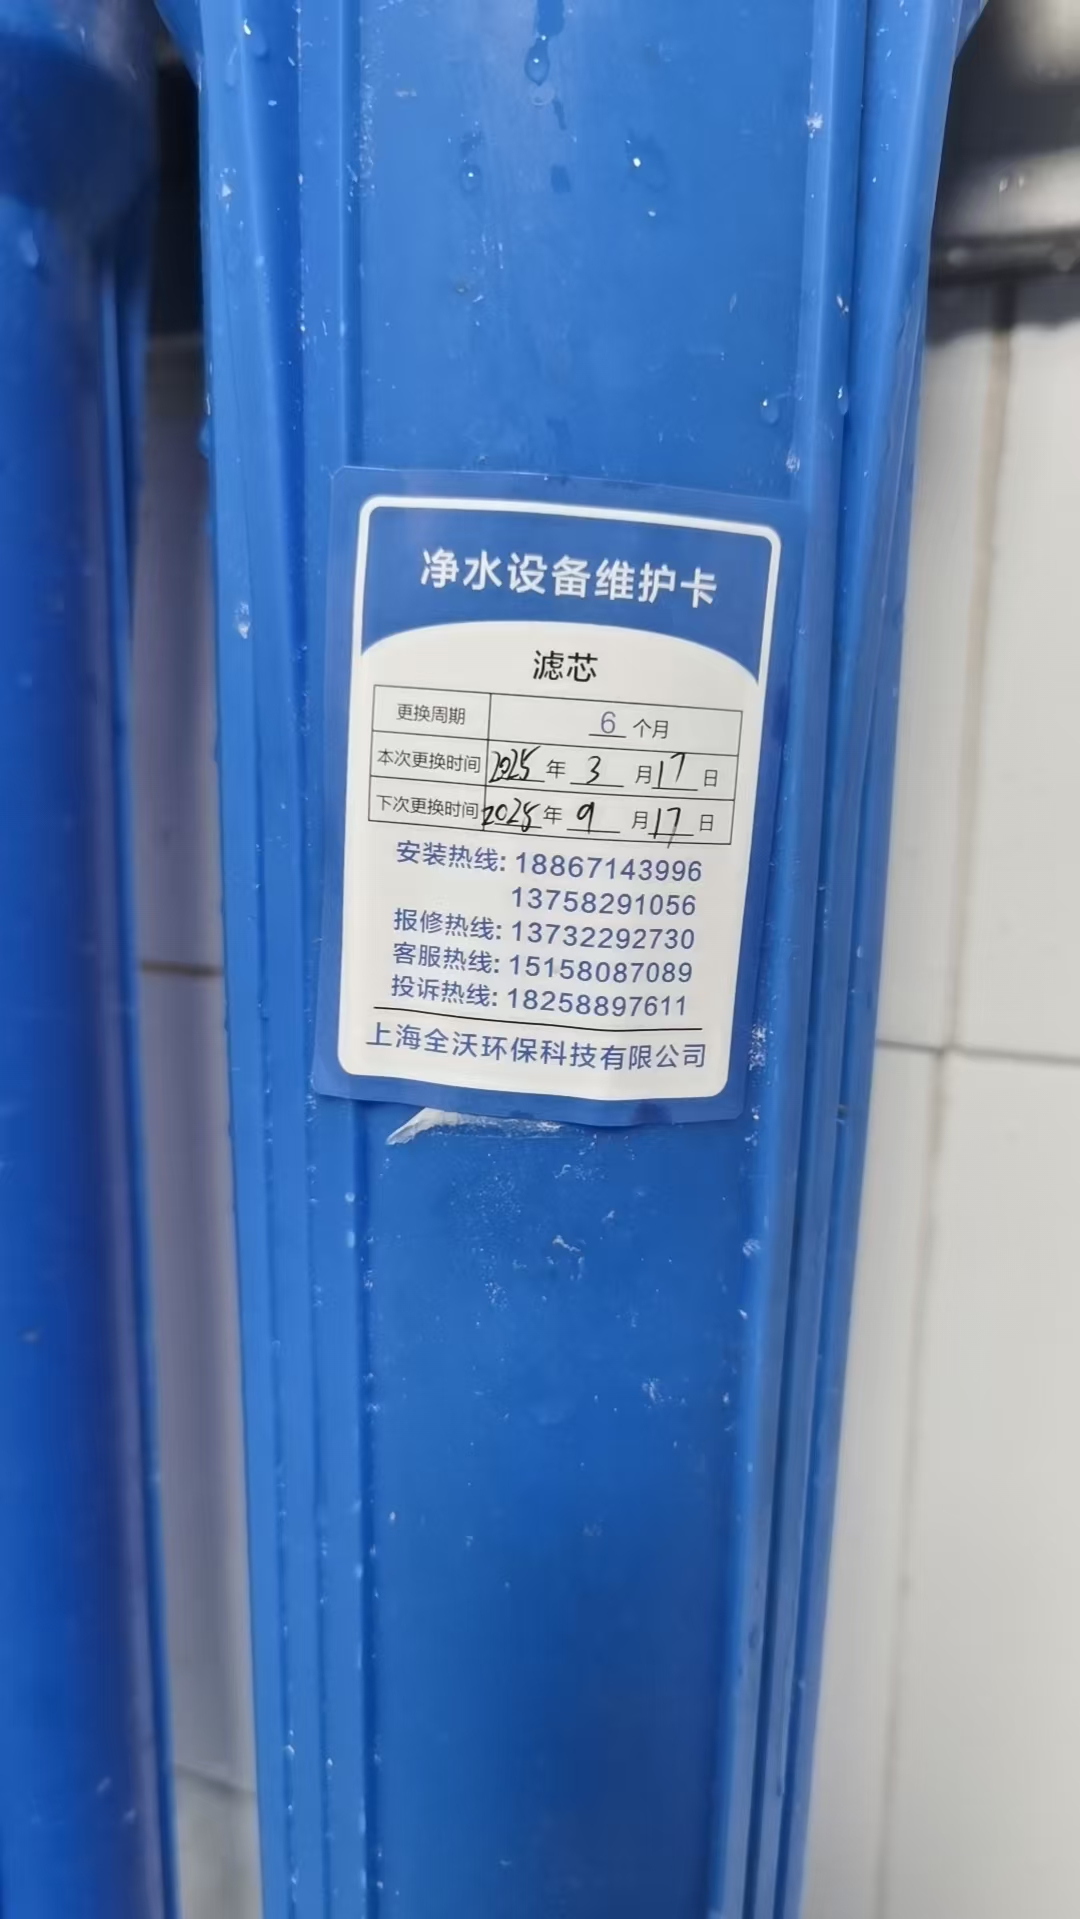 净水设备维护卡
滤芯
更换周期 6 个月
本次更换时间 2025 年 3 月 17 日
下次更换时间 2025 年 9 月 17 日
安装热线: 18867143996
13758291056
报修热线: 13732292730
客服热线: 15158087089
投诉热线: 18258897611
上海全沃环保科技有限公司